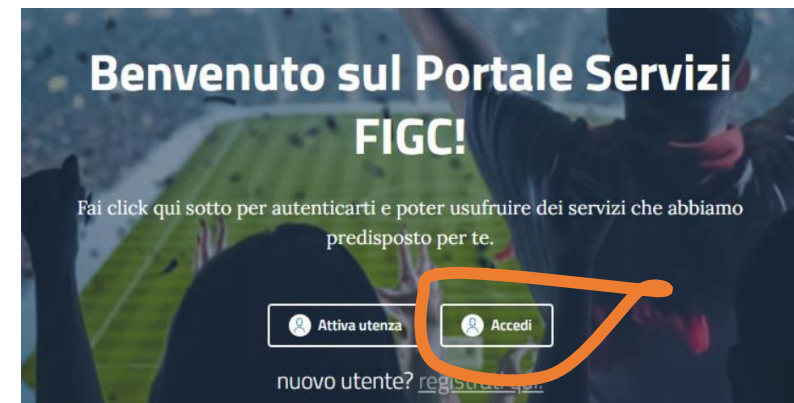 Benvenuto sul Portale Servizi
FIGC!
Fai click qui sotto per autenticarti e poter usufruire dei servizi che abbiamo
predisposto per te.
Attiva utenza
Accedi
nuovo utente? registrati qui.